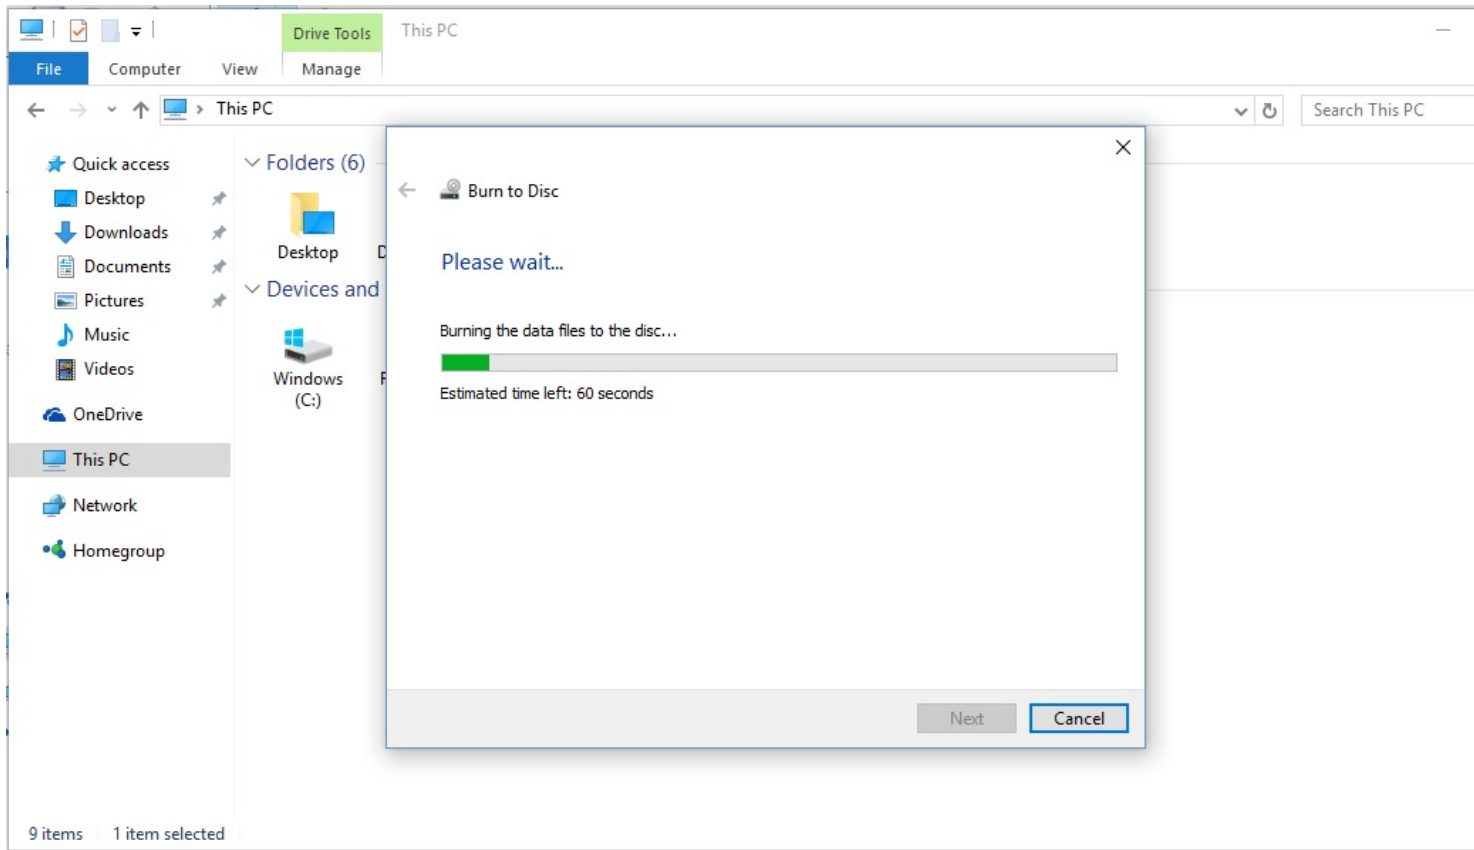 Drive Tools
This PC
File
Computer
View
Manage
This PC
Search This PC
Quick access
Desktop
Downloads
Documents
Pictures
Music
Videos
OneDrive
This PC
Network
Homegroup
Folders (6)
Desktop
D
Devices and
Windows
(C:)
Burn to Disc
Please wait...
Burning the data files to the disc...
Estimated time left: 60 seconds
Next
Cancel
9 items
1 item selected